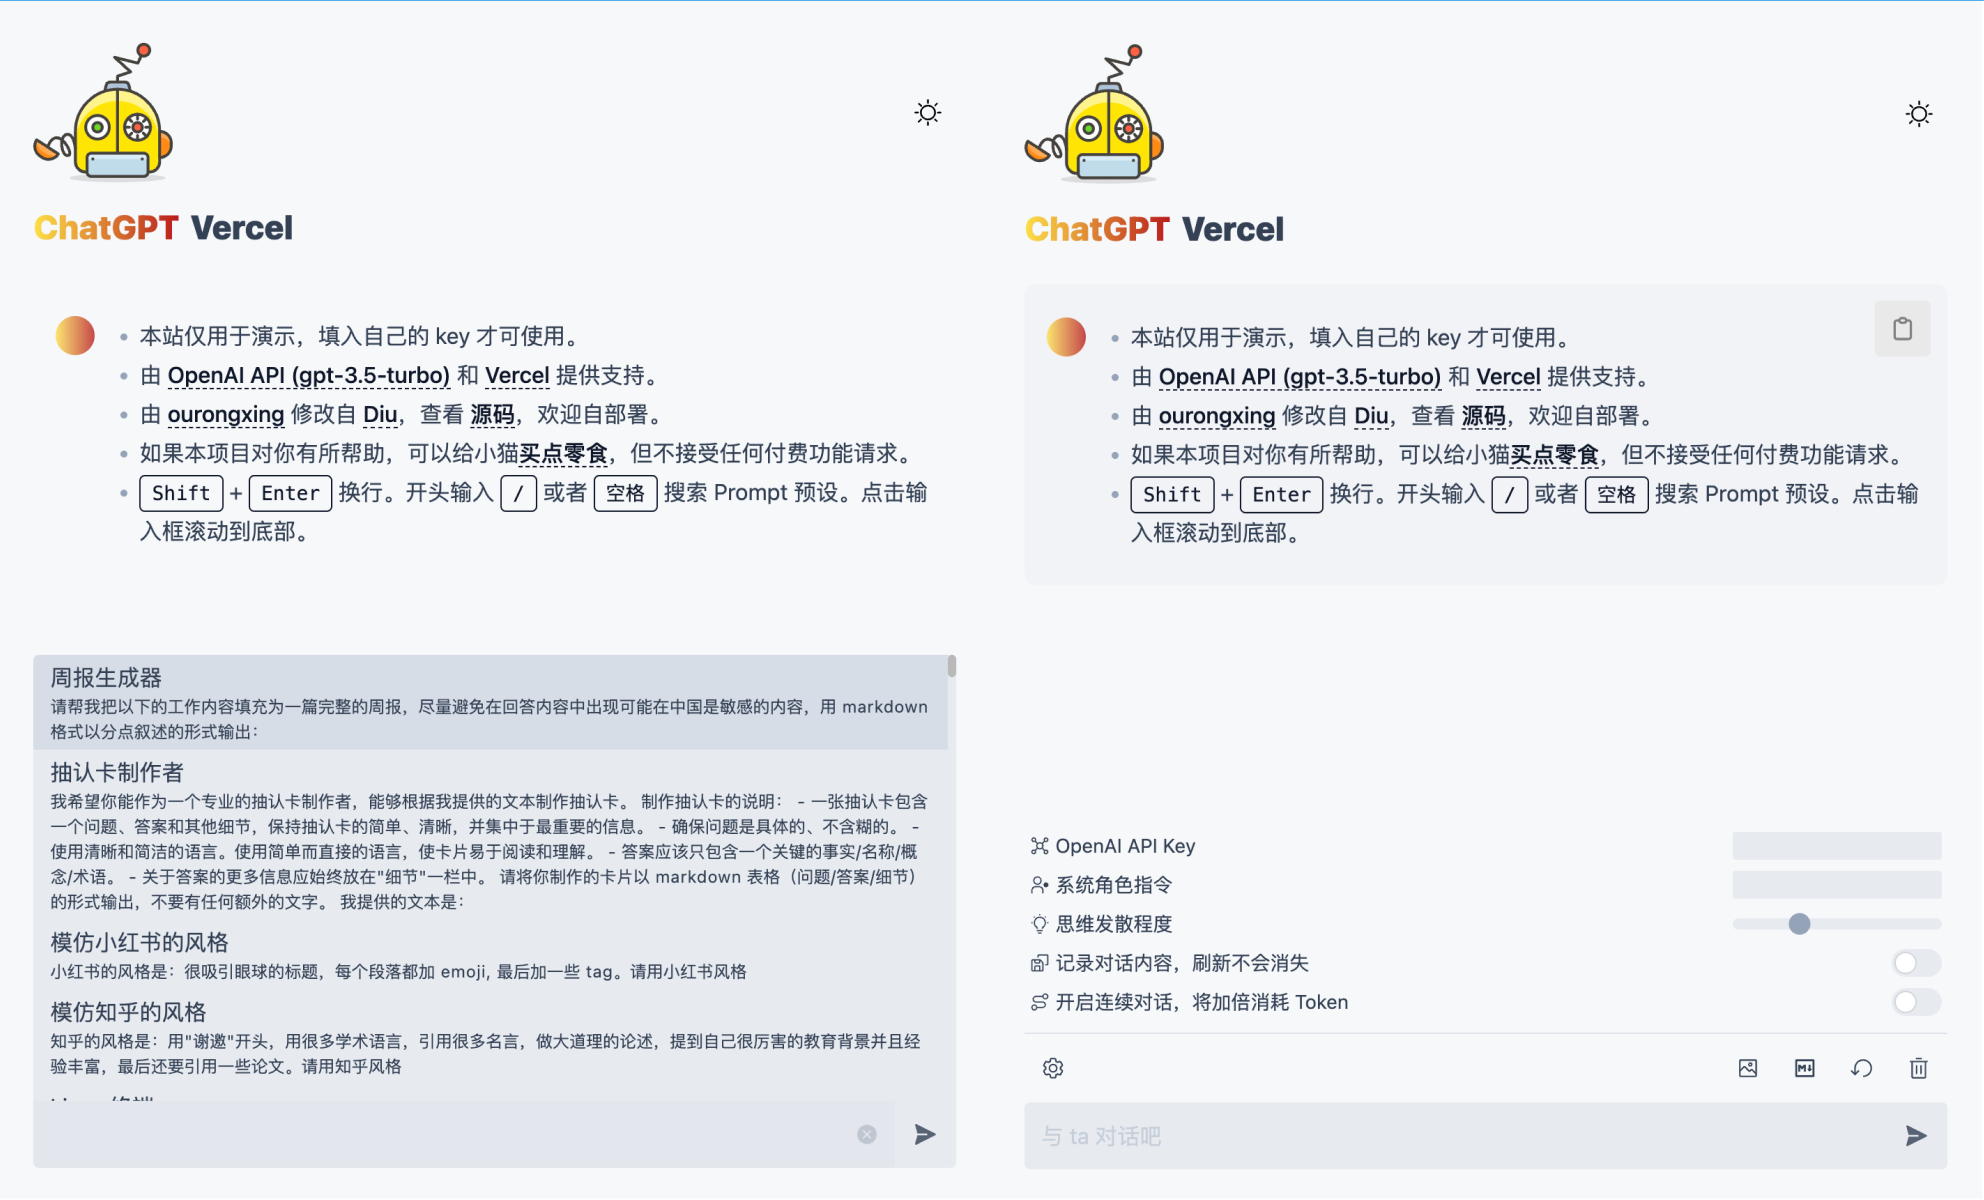 ChatGPT Vercel
本站仅用于演示，填入自己的 key 才可使用。
由 OpenAI API (gpt-3.5-turbo) 和 Vercel 提供支持。
由 ourongxing 修改自 Diu，查看 源码，欢迎自部署。
如果本项目对你有所帮助，可以给小猫买点零食，但不接受任何付费功能请求。
Shift + Enter 换行。开头输入 / 或者 空格 搜索 Prompt 预设。点击输
入框滚动到底部。
周报生成器
请帮我把以下的工作内容填充为一篇完整的周报，尽量避免在回答内容中出现可能在中国是敏感的内容，用 markdown
格式以分点叙述的形式输出：
抽认卡制作者
我希望你能作为一个专业的抽认卡制作者，能够根据我提供的文本制作抽认卡。 制作抽认卡的说明： - 一张抽认卡包含
一个问题、答案和其他细节，保持抽认卡的简单、清晰，并集中于最重要的信息。 - 确保问题是具体的、不含糊的。 -
使用清晰和简洁的语言。使用简单而直接的语言，使卡片易于阅读和理解。 - 答案应该只包含一个关键的事实/名称/概
念/术语。 - 关于答案的更多信息应始终放在"细节"一栏中。 请将你制作的卡片以 markdown 表格（问题/答案/细节）
的形式输出，不要有任何额外的文字。 我提供的文本是：
模仿小红书的风格
小红书的风格是：很吸引眼球的标题，每个段落都加 emoji, 最后加一些 tag。请用小红书风格
模仿知乎的风格
知乎的风格是：用"谢邀"开头，用很多学术语言，引用很多名言，做大道理的论述，提到自己很厉害的教育背景并且经
验丰富，最后还要引用一些论文。请用知乎风格
ChatGPT Vercel
本站仅用于演示，填入自己的 key 才可使用。
由 OpenAI API (gpt-3.5-turbo) 和 Vercel 提供支持。
由 ourongxing 修改自 Diu，查看 源码，欢迎自部署。
如果本项目对你有所帮助，可以给小猫买点零食，但不接受任何付费功能请求。
Shift + Enter 换行。开头输入 / 或者 空格 搜索 Prompt 预设。点击输
入框滚动到底部。
OpenAI API Key
系统角色指令
思维发散程度
记录对话内容，刷新不会消失
开启连续对话，将加倍消耗 Token
与 ta 对话吧